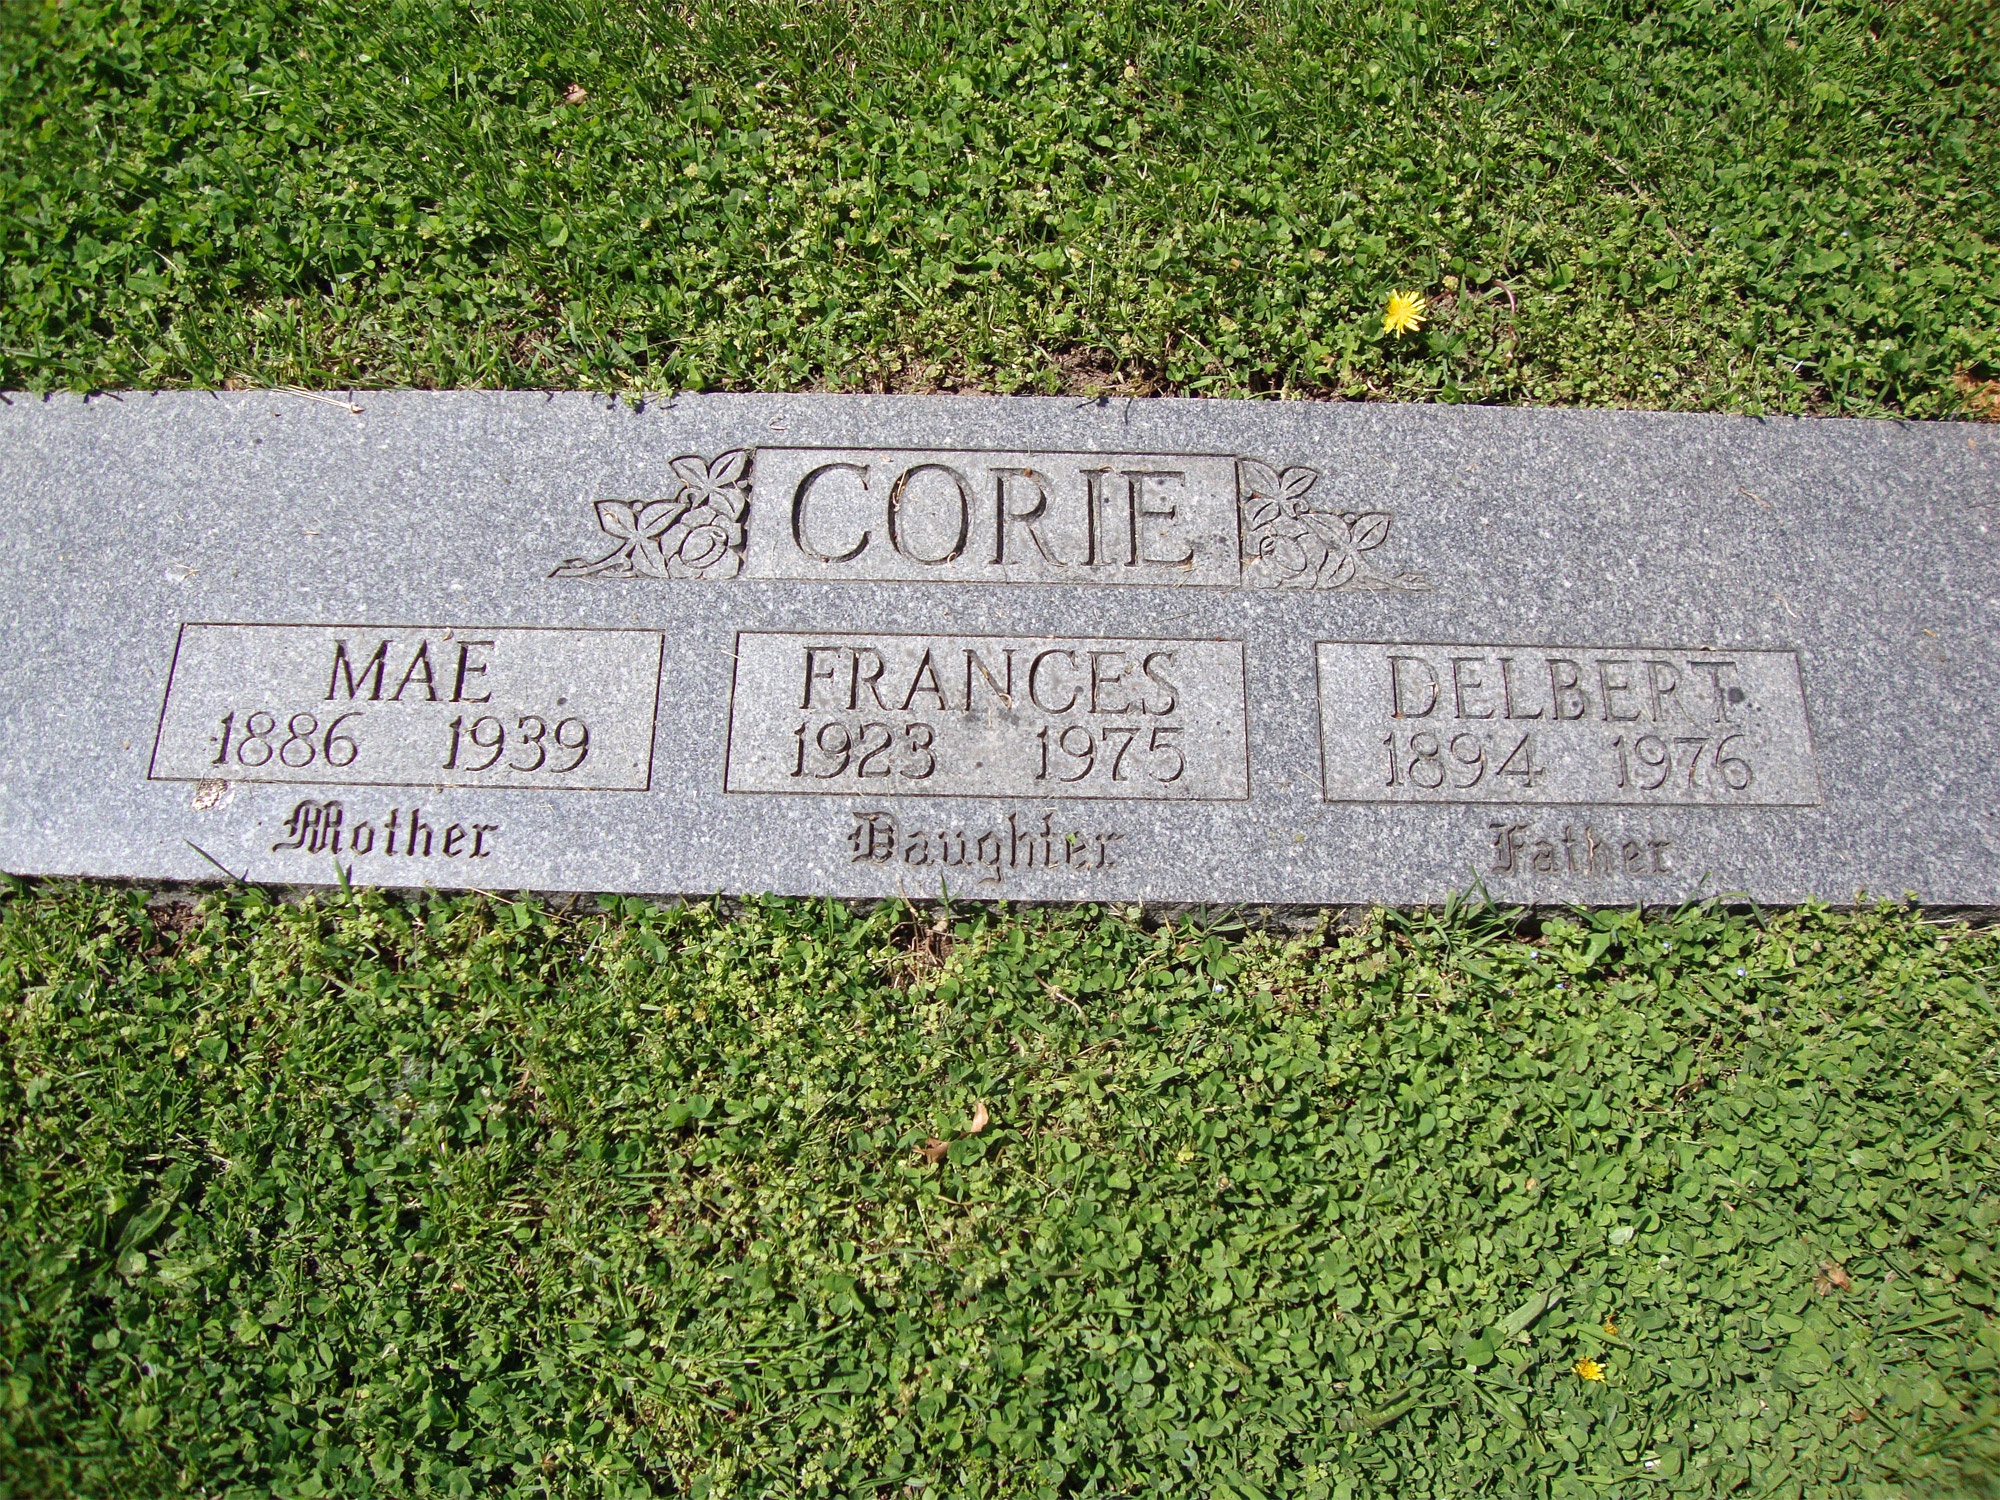 CORIE
MAE
1886 1939
Mother
FRANCES
1923 1975
Daughter
DELBERT
1894 1976
Father